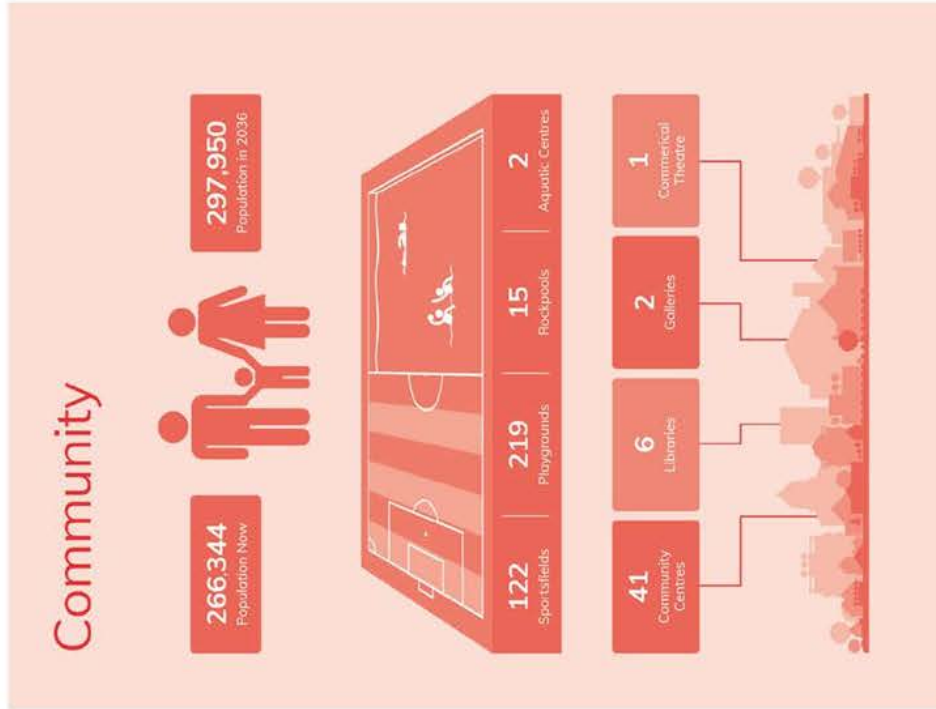 Community
266,344
Population Now
297,950
Population in 2036
122
Sportsfields
219
Playgrounds
15
Rockpools
2
Aquatic Centres
41
Community
Centres
6
Libraries
2
Galleries
1
Commerical
Theatre